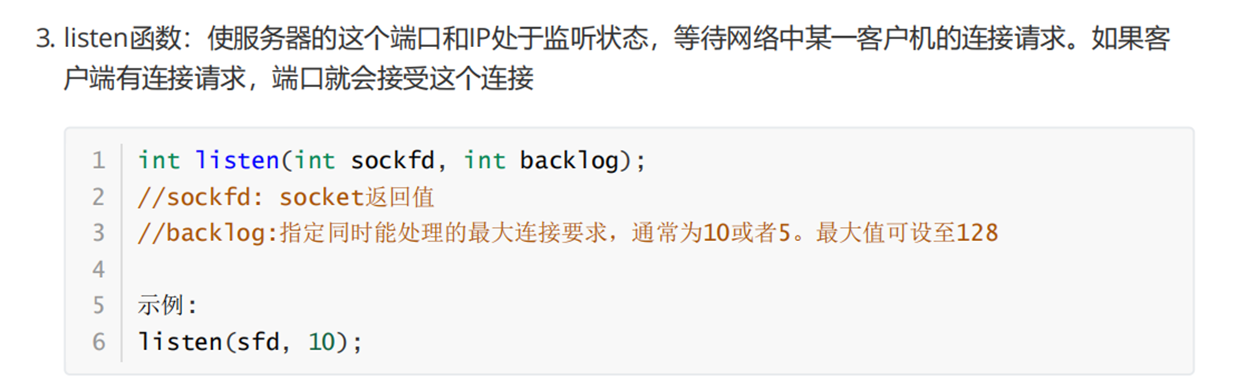 3. listen函数：使服务器的这个端口和IP处于监听状态，等待网络中某一客户机的连接请求。如果客
户端有连接请求，端口就会接受这个连接
1 int listen(int sockfd, int backlog);
2 //sockfd: socket返回值
3 //backlog:指定同时能处理的最大连接要求，通常为10或者5。最大值可设至128
4
5 示例:
6 listen(sfd, 10);